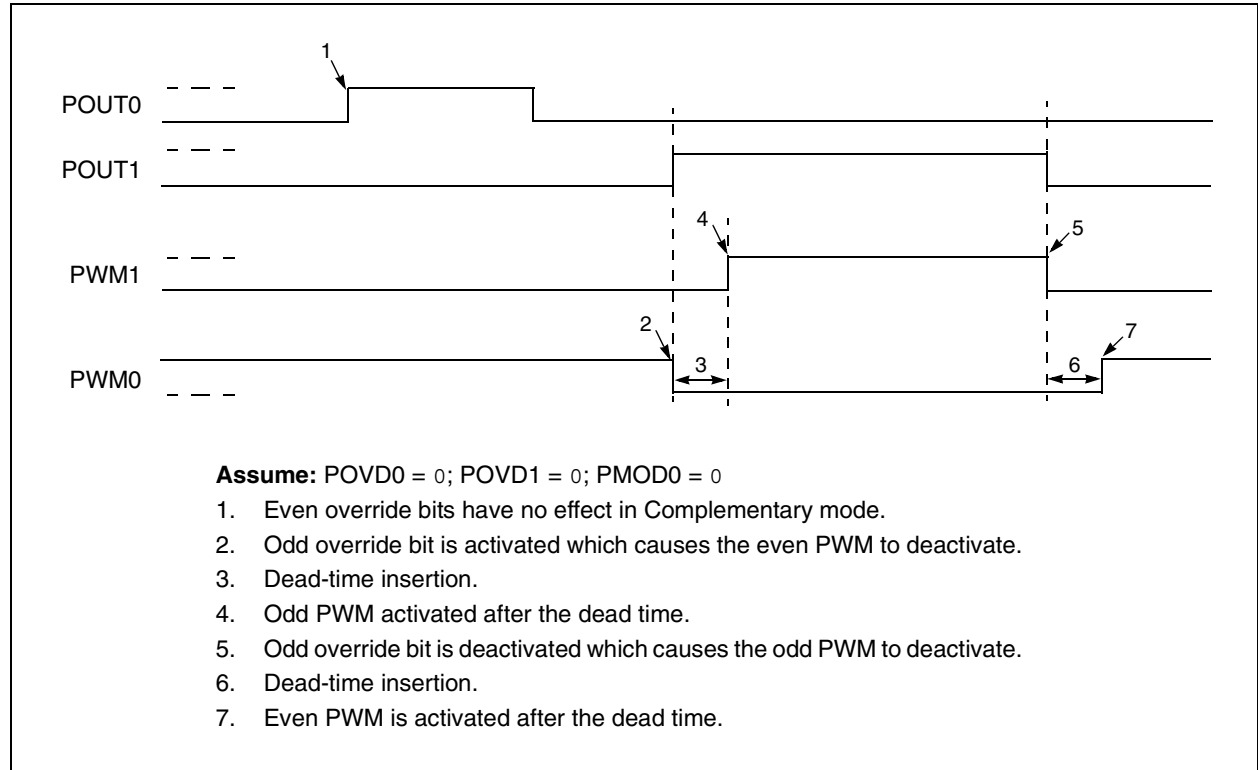 1
POUT0
POUT1
4
5
PWM1
2
7
3
6
PWM0
Assume: POVD0 = 0; POVD1 = 0; PMOD0 = 0
1. Even override bits have no effect in Complementary mode.
2. Odd override bit is activated which causes the even PWM to deactivate.
3. Dead-time insertion.
4. Odd PWM activated after the dead time.
5. Odd override bit is deactivated which causes the odd PWM to deactivate.
6. Dead-time insertion.
7. Even PWM is activated after the dead time.